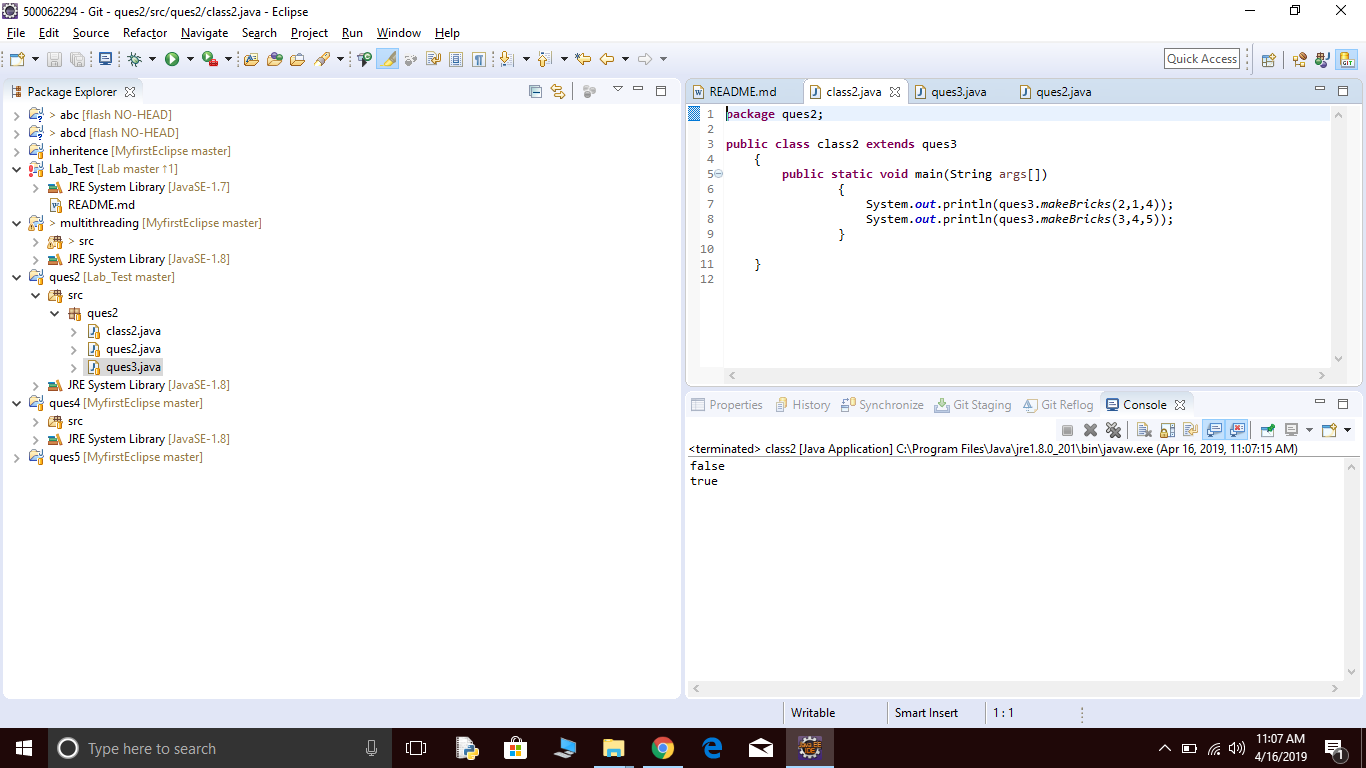 500062294 - Git - ques2/src/ques2/class2.java - Eclipse
File Edit Source Refactor Navigate Search Project Run Window Help
Quick Access
Package Explorer
> abc [flash NO-HEAD]
> abcd [flash NO-HEAD]
inheritence [MyfirstEclipse master]
Lab_Test [Lab master ↑1]
JRE System Library [JavaSE-1.7]
README.md
> multithreading [MyfirstEclipse master]
> src
JRE System Library [JavaSE-1.8]
ques2 [Lab_Test master]
src
ques2
class2.java
ques2.java
ques3.java
JRE System Library [JavaSE-1.8]
ques4 [MyfirstEclipse master]
src
JRE System Library [JavaSE-1.8]
ques5 [MyfirstEclipse master]
README.md class2.java ques3.java ques2.java
1 package ques2;
2
3 public class class2 extends ques3
4 {
5 public static void main(String args[])
6 {
7 System.out.println(ques3.makeBricks(2,1,4));
8 System.out.println(ques3.makeBricks(3,4,5));
9 }
10
11 }
12
Properties History Synchronize Git Staging Git Reflog Console
<terminated> class2 [Java Application] C:\Program Files\Java\jre1.8.0_201\bin\javaw.exe (Apr 16, 2019, 11:07:15 AM)
false
true
Writable Smart Insert 1 : 1
Type here to search
11:07 AM
4/16/2019
1